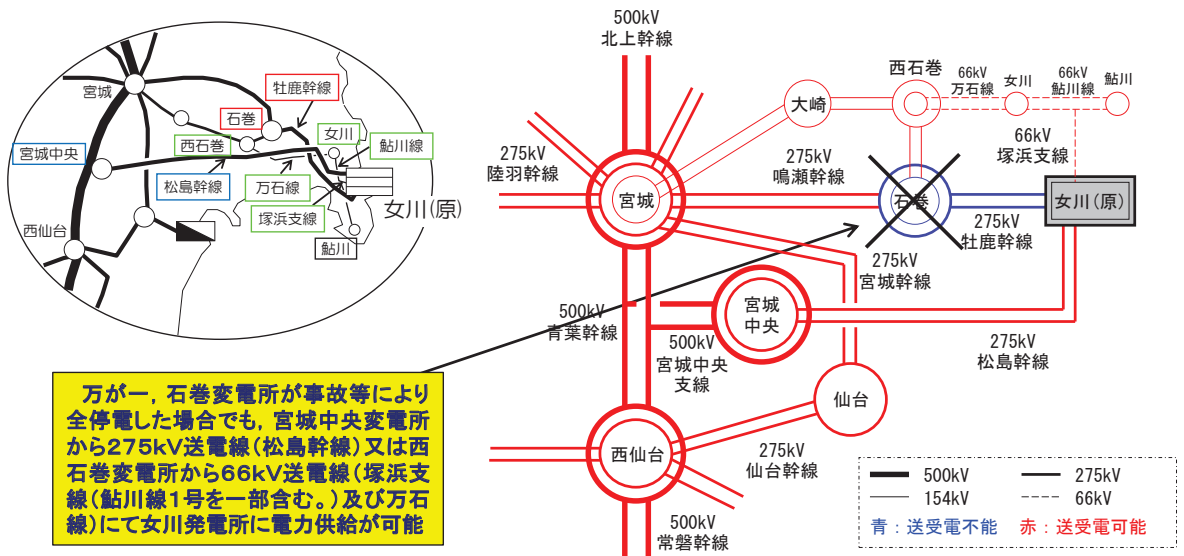 宮城
牡鹿幹線
石巻
女川
宮城中央
西石巻
鮎川線
松島幹線
万石線
塚浜支線
女川(原)
西仙台
鮎川
500kV
北上幹線
西石巻
66kV
万石線
女川
66kV
鮎川線
鮎川
大崎
66kV
塚浜支線
275kV
陸羽幹線
宮城
275kV
鳴瀬幹線
石巻
女川(原)
275kV
牡鹿幹線
275kV
宮城幹線
500kV
青葉幹線
宮城
中央
500kV
宮城中央
支線
275kV
松島幹線
仙台
西仙台
275kV
仙台幹線
500kV
常磐幹線
万が一,石巻変電所が事故等により
全停電した場合でも,宮城中央変電所
から275kV送電線(松島幹線)又は西
石巻変電所から66kV送電線(塚浜支
線(鮎川線1号を一部含む。)及び万石
線)にて女川発電所に電力供給が可能
500kV 275kV
154kV 66kV
青:送受電不能 赤:送受電可能